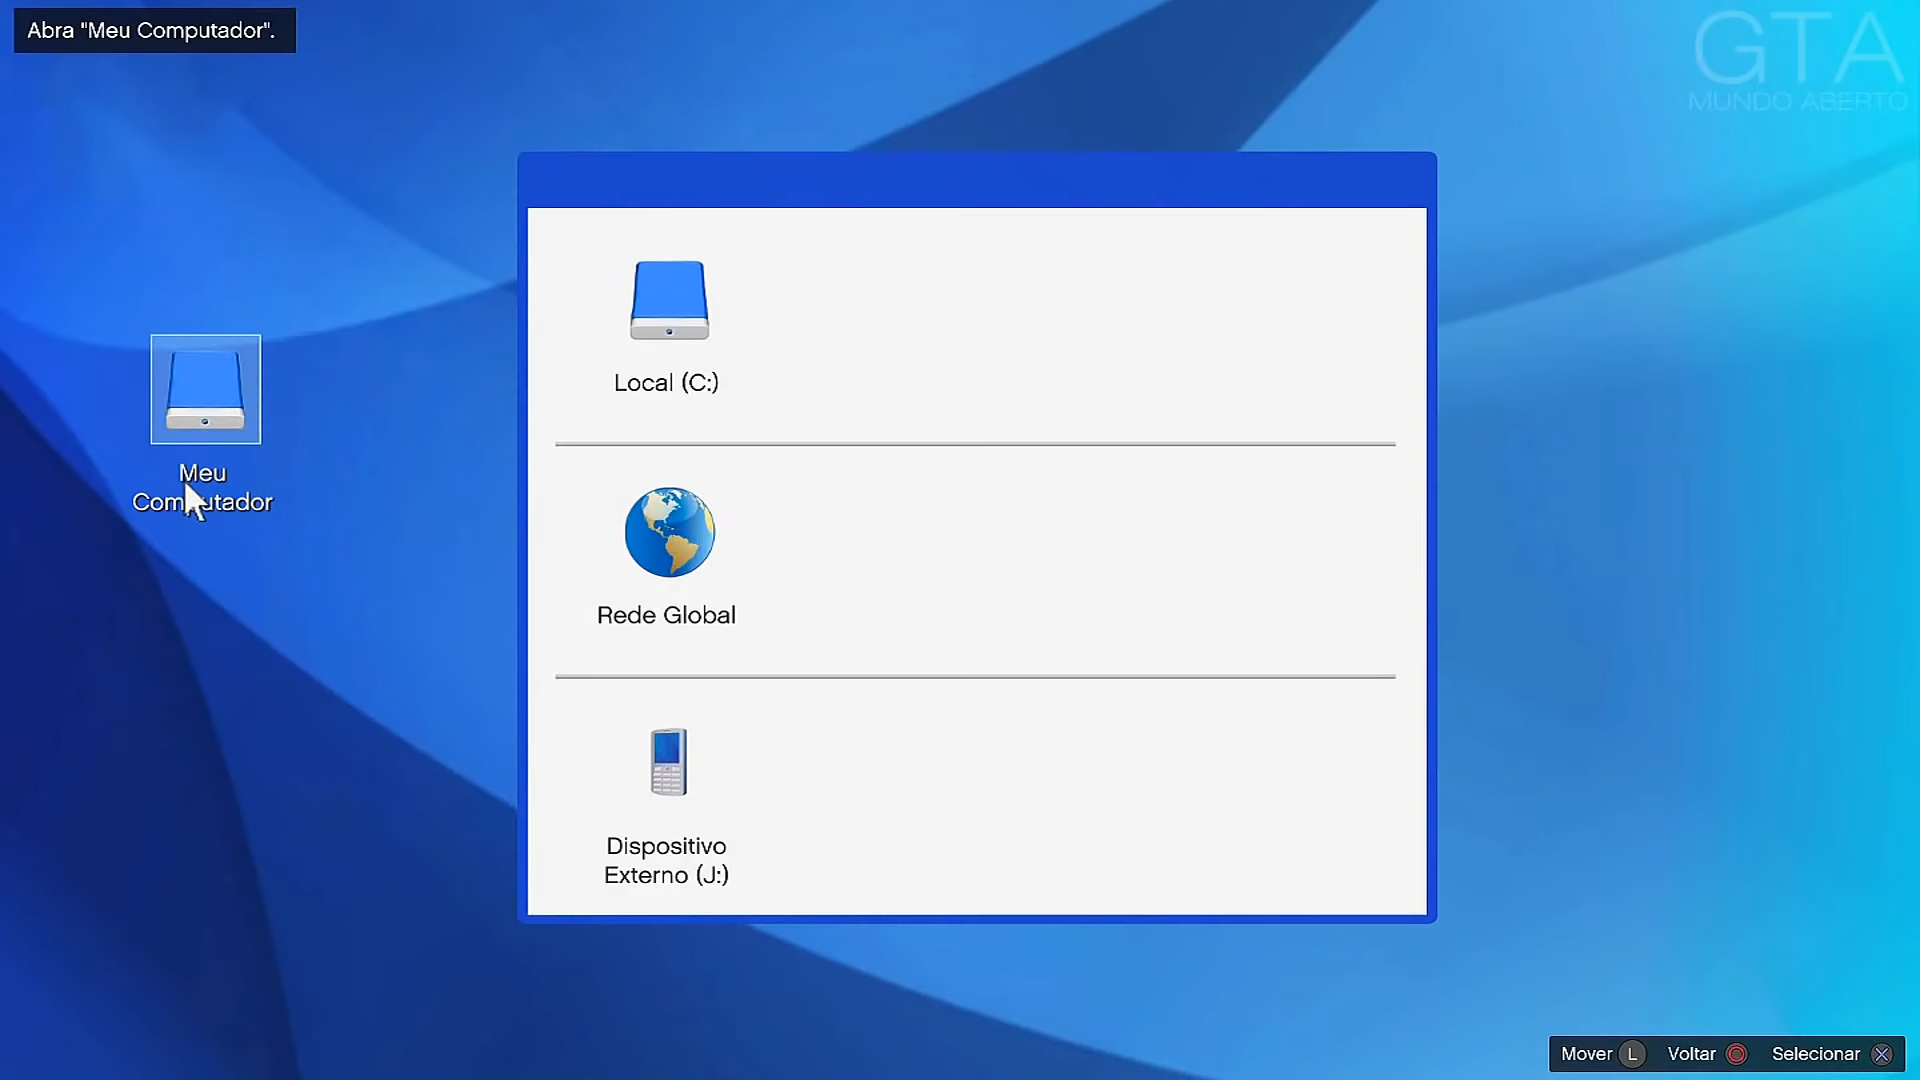 Abra "Meu Computador".
GTA
MUNDO ABERTO
Local (C:)
Meu
Computador
Rede Global
Dispositivo
Externo (J:)
Mover L Voltar Selecionar